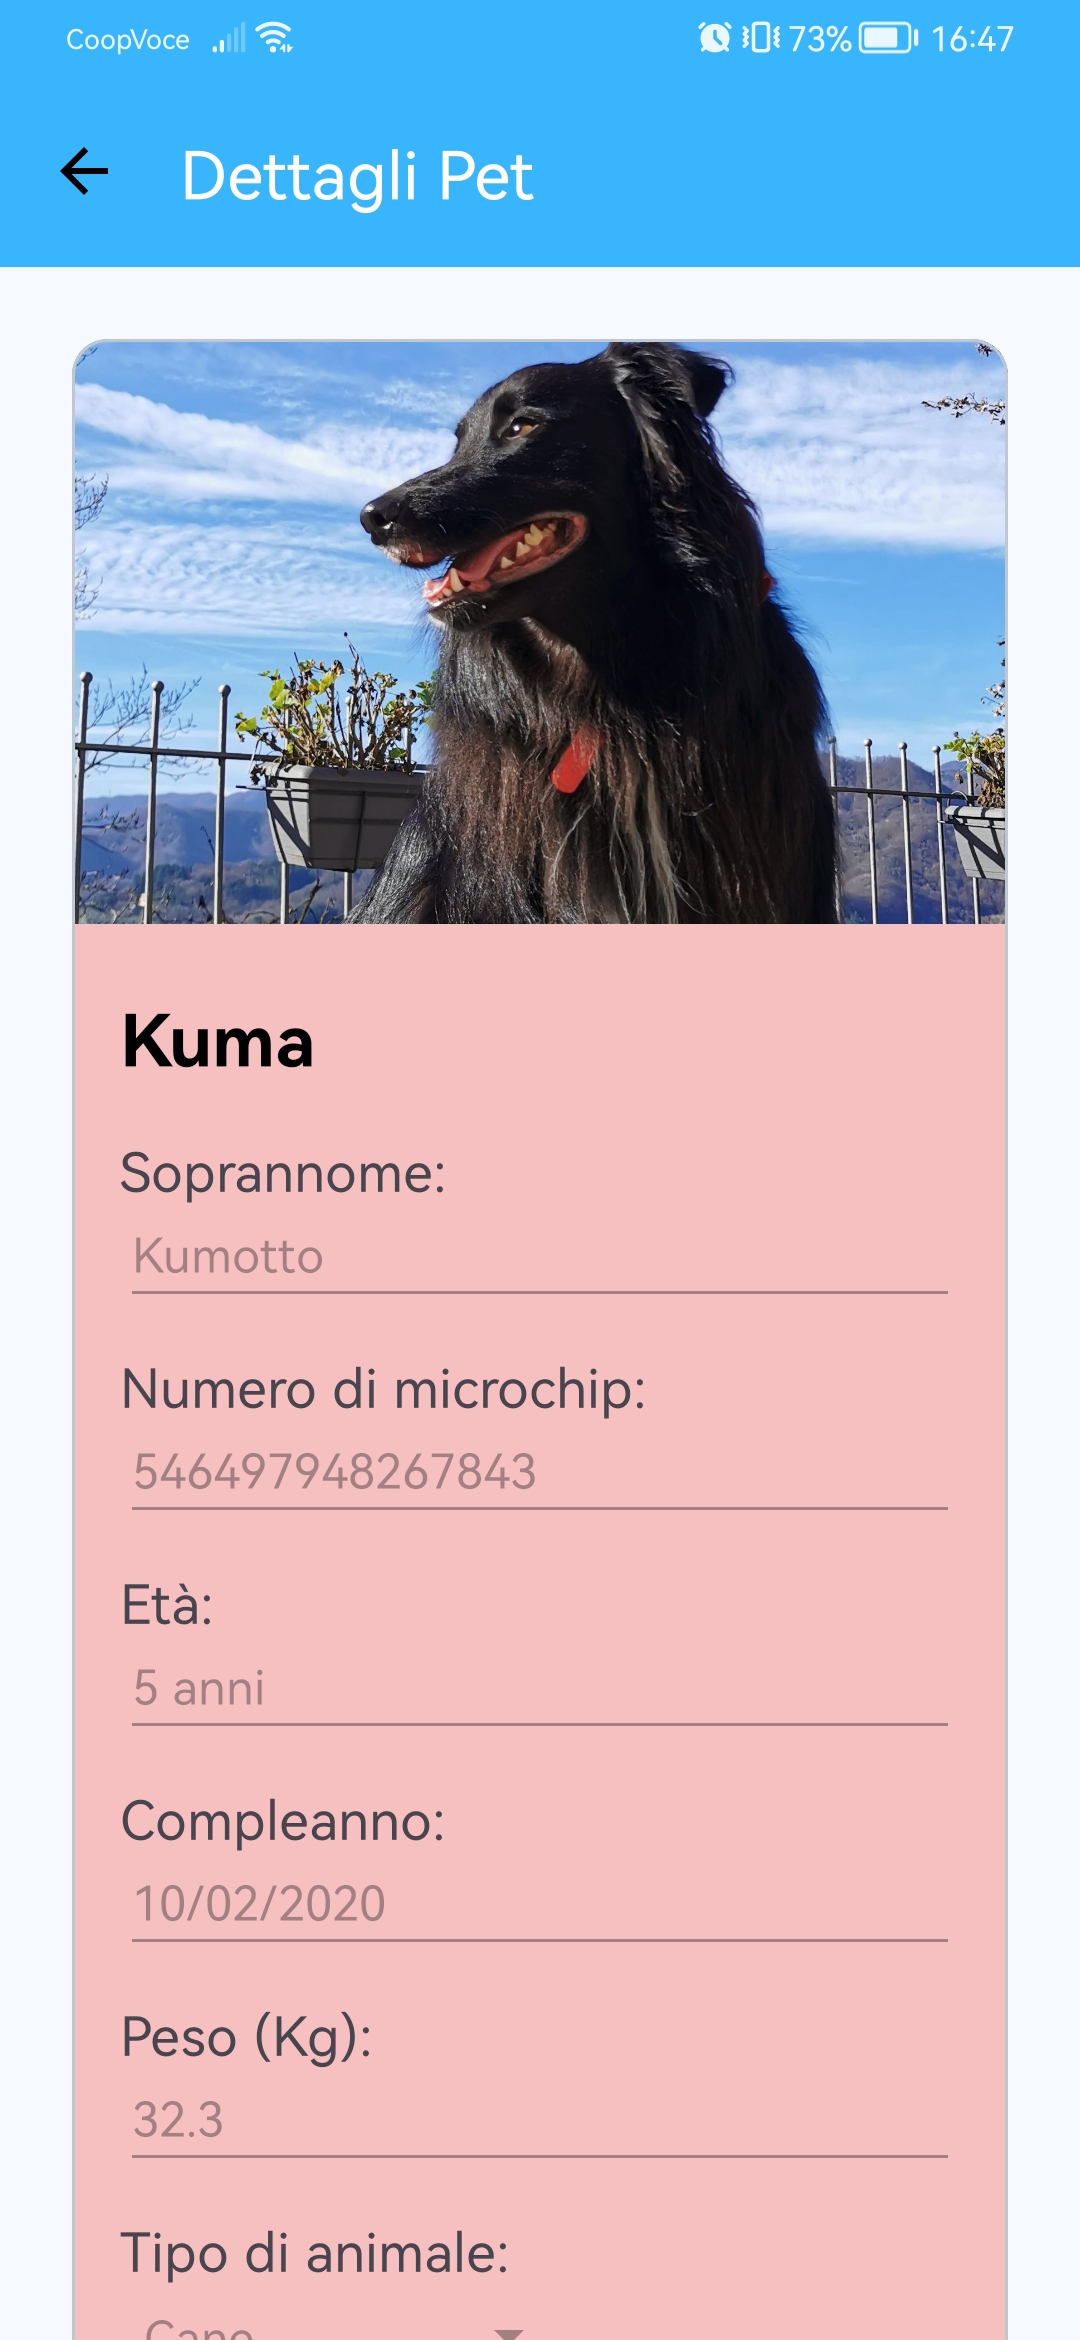 CoopVoce 73% 16:47
Dettagli Pet
Kuma
Soprannome:
Kumotto
Numero di microchip:
546497948267843
Età:
5 anni
Compleanno:
10/02/2020
Peso (Kg):
32.3
Tipo di animale:
Cane